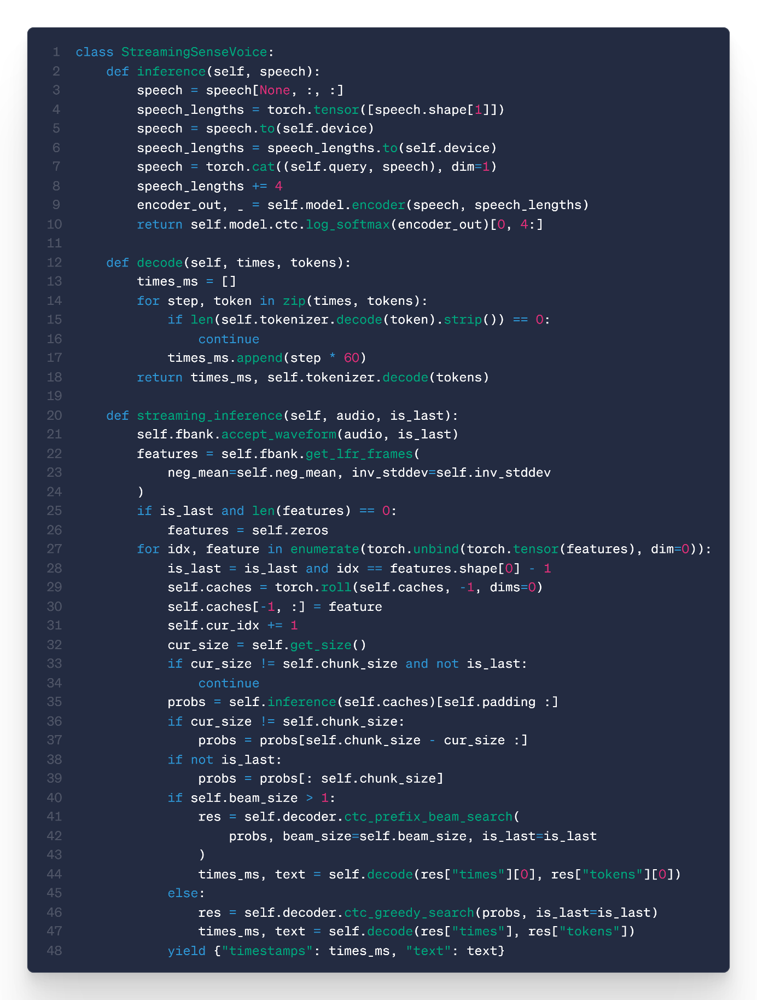 1 class StreamingSenseVoice:
2     def inference(self, speech):
3         speech = speech[None, :, :]
4         speech_lengths = torch.tensor([speech.shape[1]])
5         speech = speech.to(self.device)
6         speech_lengths = speech_lengths.to(self.device)
7         speech = torch.cat((self.query, speech), dim=1)
8         speech_lengths += 4
9         encoder_out, _ = self.model.encoder(speech, speech_lengths)
10         return self.model.ctc.log_softmax(encoder_out)[0, 4:]
11
12     def decode(self, times, tokens):
13         times_ms = []
14         for step, token in zip(times, tokens):
15             if len(self.tokenizer.decode(token).strip()) == 0:
16                 continue
17             times_ms.append(step * 60)
18         return times_ms, self.tokenizer.decode(tokens)
19
20     def streaming_inference(self, audio, is_last):
21         self.fbank.accept_waveform(audio, is_last)
22         features = self.fbank.get_lfr_frames(
23             neg_mean=self.neg_mean, inv_stddev=self.inv_stddev
24         )
25         if is_last and len(features) == 0:
26             features = self.zeros
27         for idx, feature in enumerate(torch.unbind(torch.tensor(features), dim=0)):
28             is_last = is_last and idx == features.shape[0] - 1
29             self.caches = torch.roll(self.caches, -1, dims=0)
30             self.caches[-1, :] = feature
31             self.cur_idx += 1
32             cur_size = self.get_size()
33             if cur_size != self.chunk_size and not is_last:
34                 continue
35             probs = self.inference(self.caches)[self.padding :]
36             if cur_size != self.chunk_size:
37                 probs = probs[self.chunk_size - cur_size :]
38             if not is_last:
39                 probs = probs[: self.chunk_size]
40             if self.beam_size > 1:
41                 res = self.decoder.ctc_prefix_beam_search(
42                     probs, beam_size=self.beam_size, is_last=is_last
43                 )
44                 times_ms, text = self.decode(res["times"][0], res["tokens"][0])
45             else:
46                 res = self.decoder.ctc_greedy_search(probs, is_last=is_last)
47                 times_ms, text = self.decode(res["times"], res["tokens"])
48             yield {"timestamps": times_ms, "text": text}